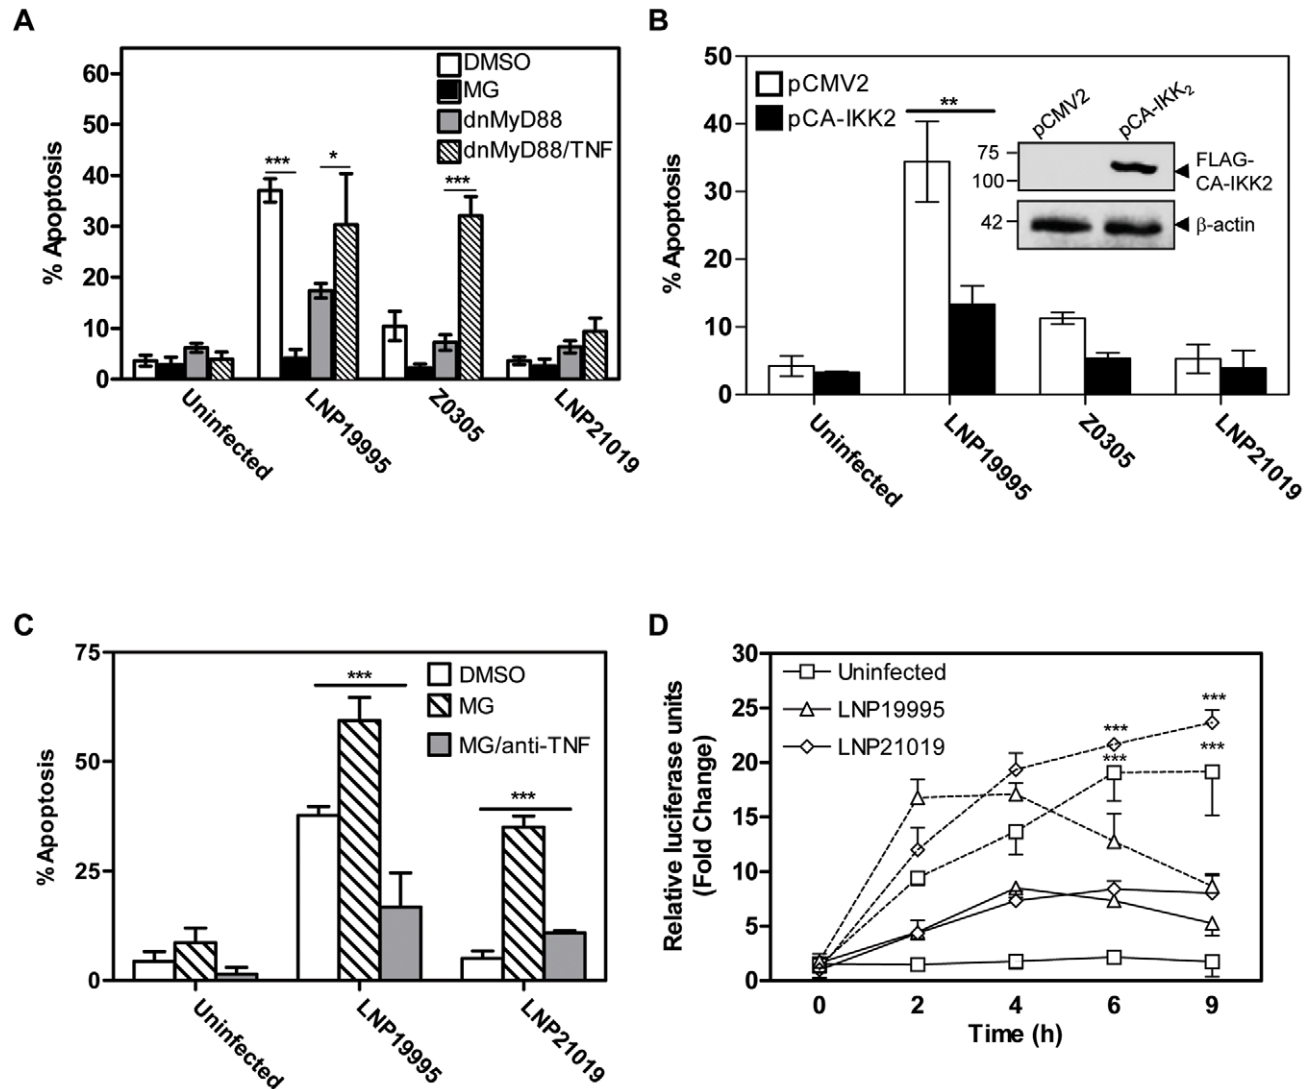 A
% Apoptosis
60
50
40
30
20
10
0
DMSO
MG
dnMyD88
dnMyD88/TNF
***
*
***
Uninfected
LNP19995
Z0305
LNP21019
B
% Apoptosis
50
40
30
20
10
0
pCMV2
pCA-IKK2
**
pCMV2
pCA-IKK2
75
100
FLAG-
CA-IKK2
42
β-actin
Uninfected
LNP19995
Z0305
LNP21019
C
% Apoptosis
75
50
25
0
DMSO
MG
MG/anti-TNF
***
***
Uninfected
LNP19995
LNP21019
D
Relative luciferase units
(Fold Change)
30
25
20
15
10
5
0
Uninfected
LNP19995
LNP21019
***
***
***
***
0 2 4 6 9
Time (h)